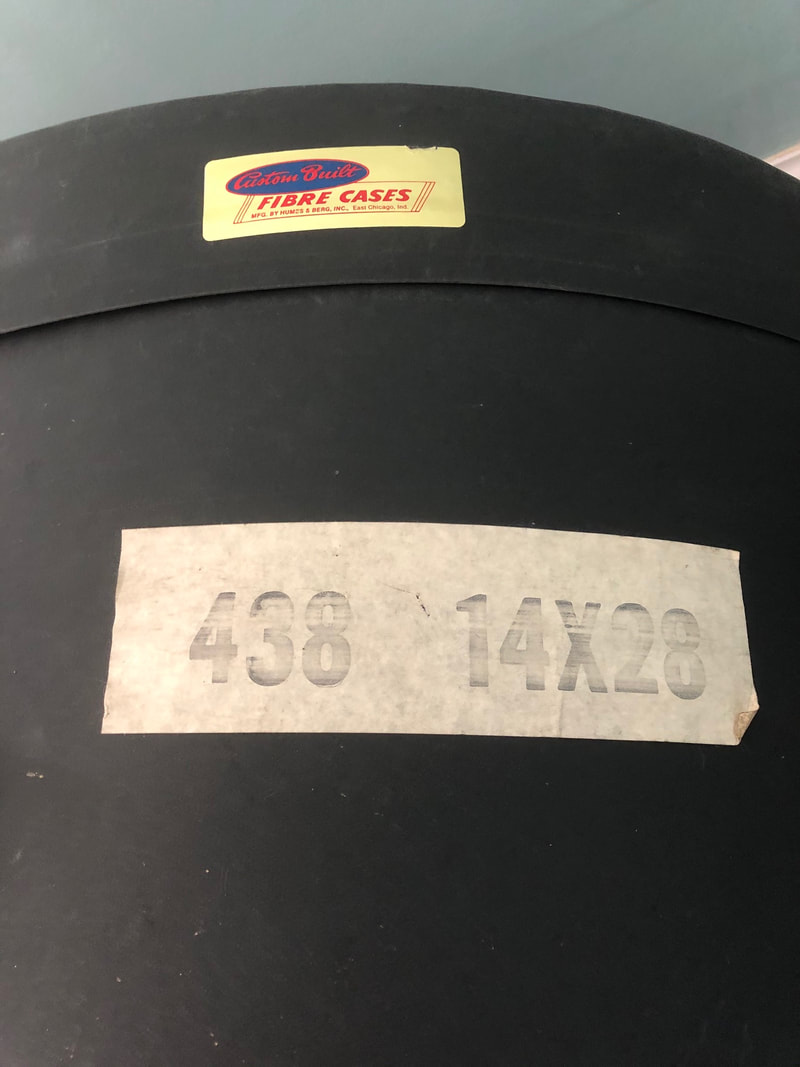 Custom Built
FIBRE CASES
MFG. BY HUMES & BERG, INC., East Chicago, Ind.
438 14X28